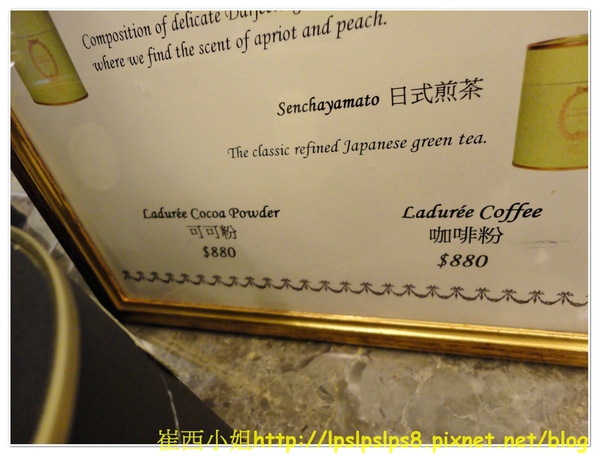 Composition of delicate
where we find the scent of apriot and peach.
Senchayamato 日式煎茶
The classic refined Japanese green tea.
Ladurée Cocoa Powder
可可粉
$880
Ladurée Coffee
咖啡粉
$880
崔西小姐http://lpslpslps8.pixnet.net/blog